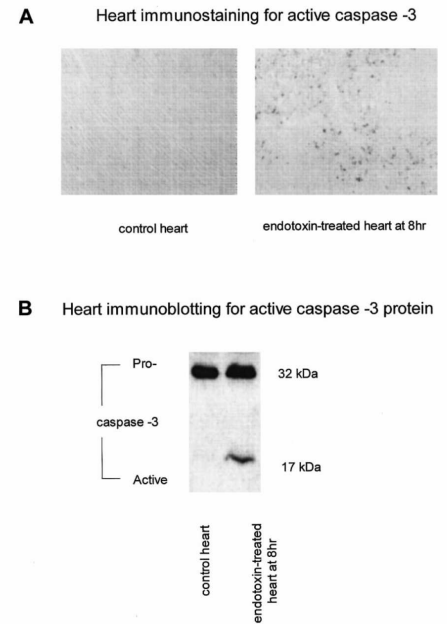 A Heart immunostaining for active caspase -3
control heart
endotoxin-treated heart at 8hr
B Heart immunoblotting for active caspase -3 protein
Pro-
32 kDa
caspase -3
17 kDa
Active
control heart
endotoxin-treated
heart at 8hr